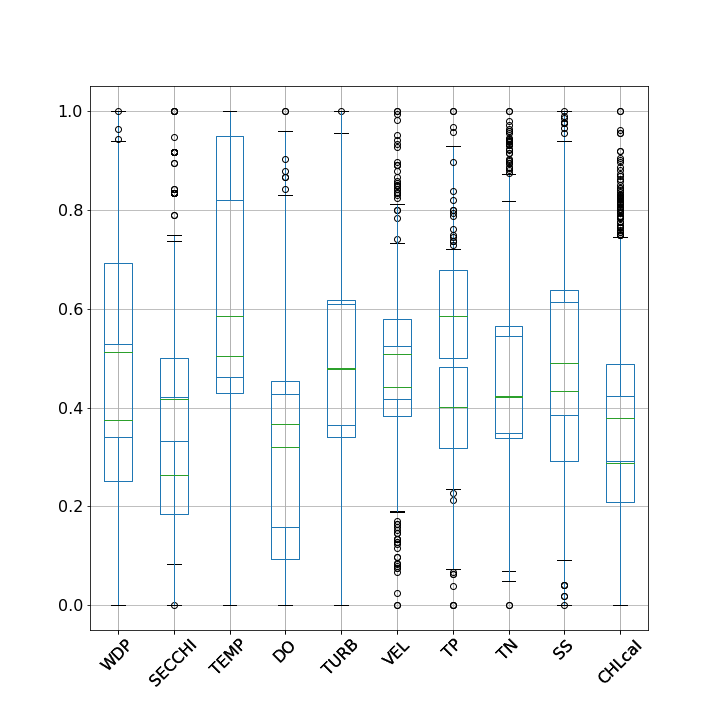 1.0
0.8
0.6
0.4
0.2
0.0
WDP
SECCHI
TEMP
DO
TURB
VEL
TP
TN
SS
CHLcal